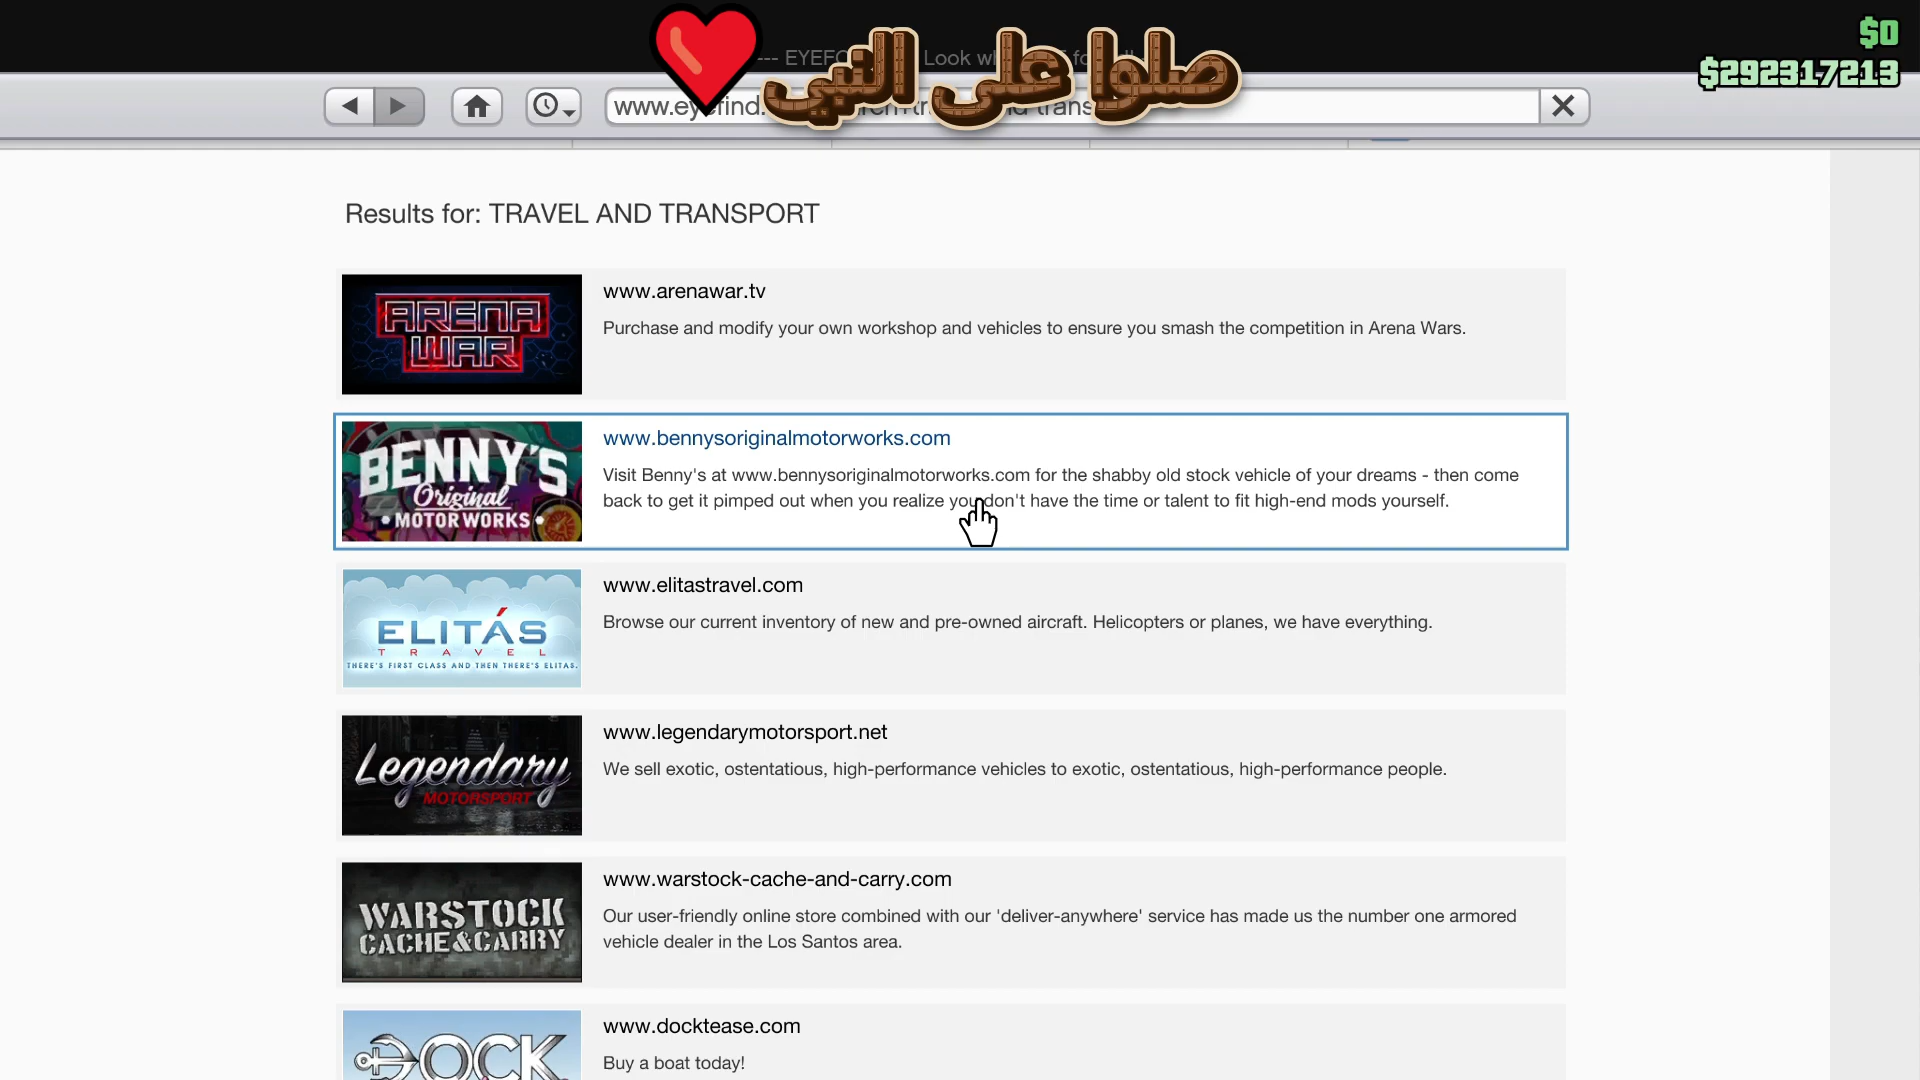 $0
--- EYEFO
Look wh
صلوا على النبي
$292317213
www.eyefind.
Results for: TRAVEL AND TRANSPORT
ARENA
WAR
www.arenawar.tv
Purchase and modify your own workshop and vehicles to ensure you smash the competition in Arena Wars.
BENNY'S
Original
MOTOR WORKS
www.bennysoriginalmotorworks.com
Visit Benny's at www.bennysoriginalmotorworks.com for the shabby old stock vehicle of your dreams - then come
back to get it pimped out when you realize you don't have the time or talent to fit high-end mods yourself.
ELITÁS
TRAVEL
THERE'S FIRST CLASS AND THEN THERE'S ELITAS.
www.elitastravel.com
Browse our current inventory of new and pre-owned aircraft. Helicopters or planes, we have everything.
Legendary
MOTORSPORT
www.legendarymotorsport.net
We sell exotic, ostentatious, high-performance vehicles to exotic, ostentatious, high-performance people.
WARSTOCK
CACHE&CARRY
www.warstock-cache-and-carry.com
Our user-friendly online store combined with our 'deliver-anywhere' service has made us the number one armored
vehicle dealer in the Los Santos area.
DOCK
www.docktease.com
Buy a boat today!